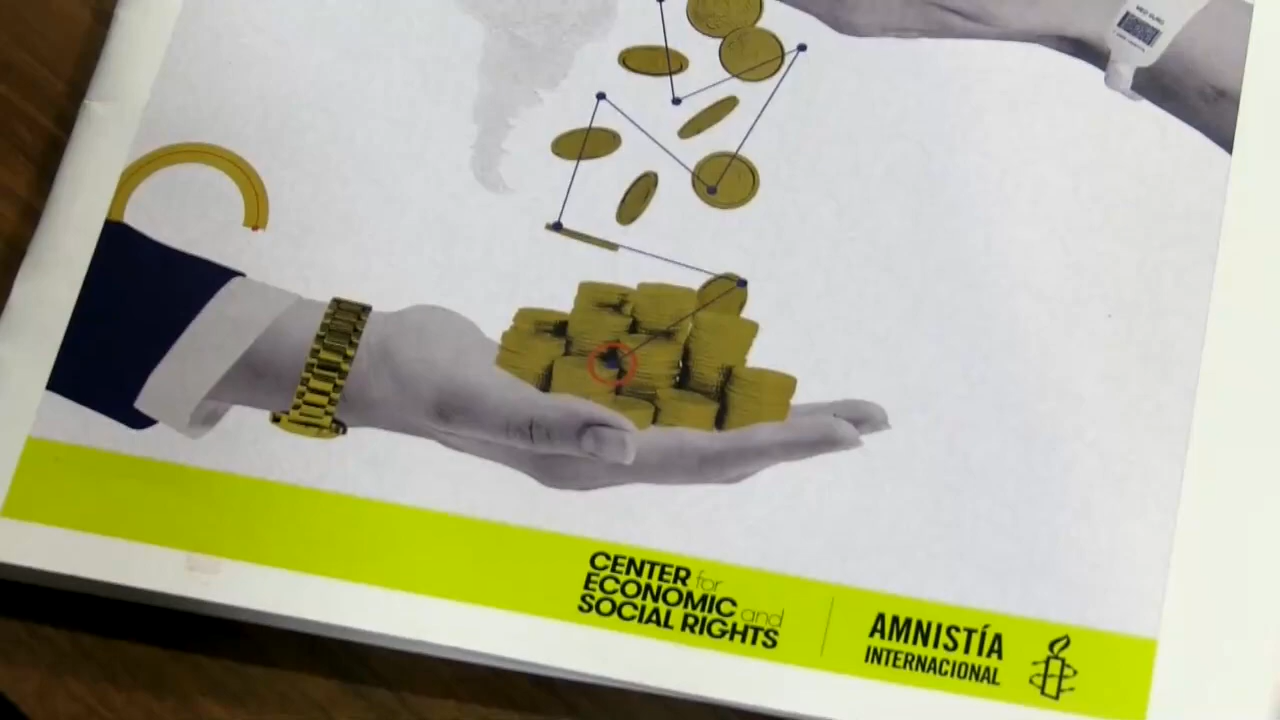 CENTER for
ECONOMIC and
SOCIAL RIGHTS
AMNISTÍA
INTERNACIONAL